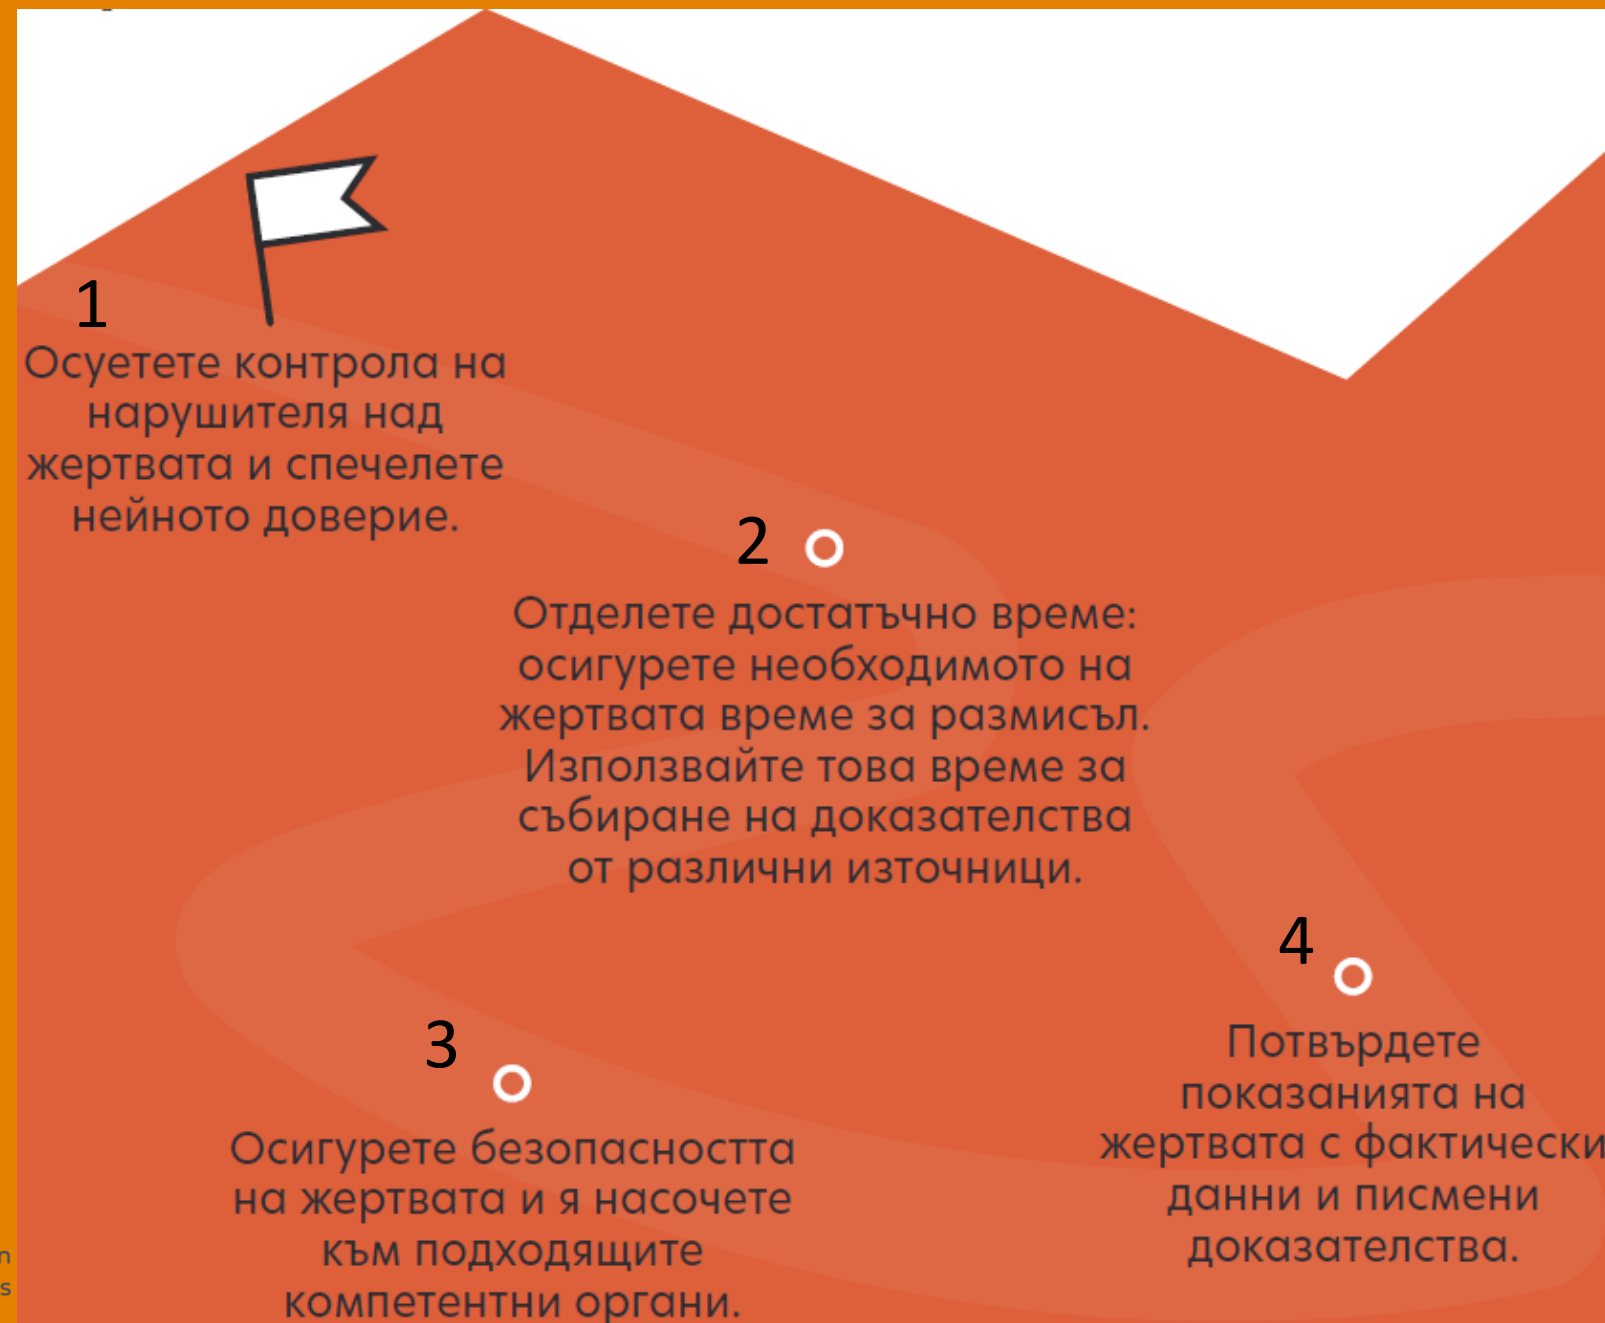 1
Осуетете контрола на
нарушителя над
жертвата и спечелете
нейното доверие.
2
Отделете достатъчно време:
осигурете необходимото на
жертвата време за размисъл.
Използвайте това време за
събиране на доказателства
от различни източници.
3
Осигурете безопасността
на жертвата и я насочете
към подходящите
компетентни органи.
4
Потвърдете
показанията на
жертвата с фактически
данни и писмени
доказателства.
n
s